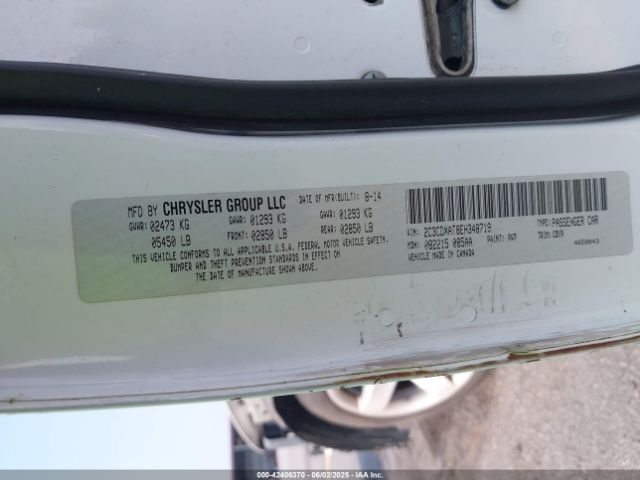 MFD BY CHRYSLER GROUP LLC DATE OF MFR(BUILT): 8-14
GVWR: 02473 KG GAWR: 01293 KG GAWR: 01293 KG
05450 LB FRONT: 02850 LB REAR: 02850 LB
THIS VEHICLE CONFORMS TO ALL APPLICABLE U.S.A. FEDERAL MOTOR VEHICLE SAFETY,
BUMPER AND THEFT PREVENTION STANDARDS IN EFFECT ON
THE DATE OF MANUFACTURE SHOWN ABOVE.
VIN: 2C3CDXAT8EH348719 TYPE: PASSENGER CAR
MDH: 082215 085AA PAINT: PW7 TRIM:
VEHICLE MADE IN CANADA
000-42406370 | 06/02/2025 | IAA